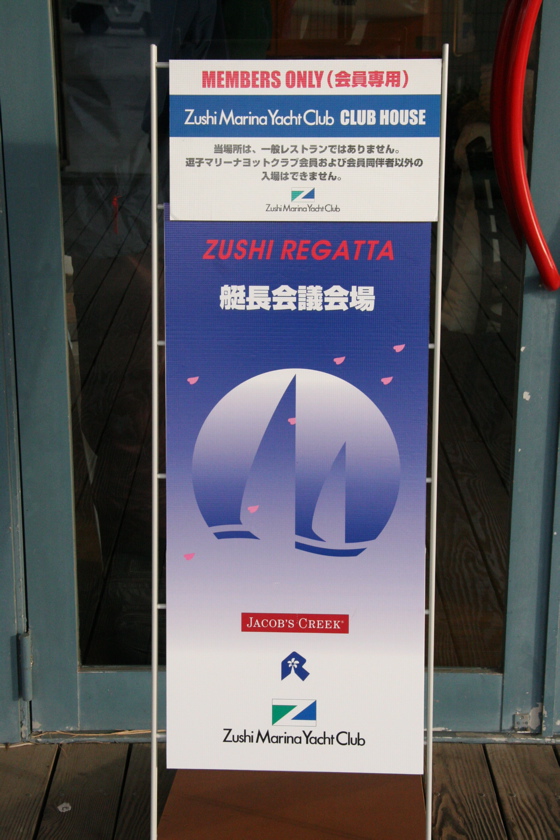 MEMBERS ONLY(会員専用)
Zushi Marina Yacht Club CLUB HOUSE
当場所は、一般レストランではありません。
逗子マリーナヨットクラブ会員および会員同伴者以外の
入場はできません。
Zushi Marina Yacht Club
ZUSHI REGATTA
艇長会議会場
JACOB'S CREEK®
Zushi Marina Yacht Club